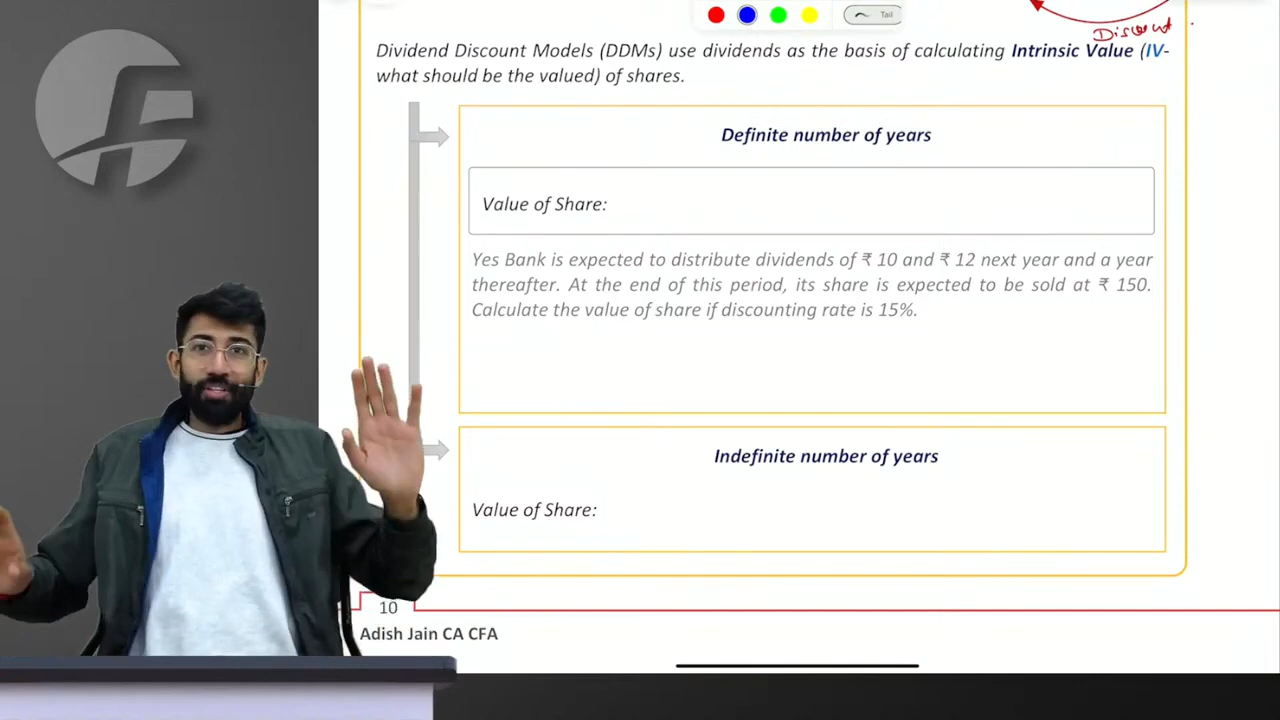 Tail
Discount
Dividend Discount Models (DDMs) use dividends as the basis of calculating Intrinsic Value (IV-
what should be the valued) of shares.
Definite number of years
Value of Share:
Yes Bank is expected to distribute dividends of ₹ 10 and ₹ 12 next year and a year
thereafter. At the end of this period, its share is expected to be sold at ₹ 150.
Calculate the value of share if discounting rate is 15%.
Indefinite number of years
Value of Share:
10
Adish Jain CA CFA